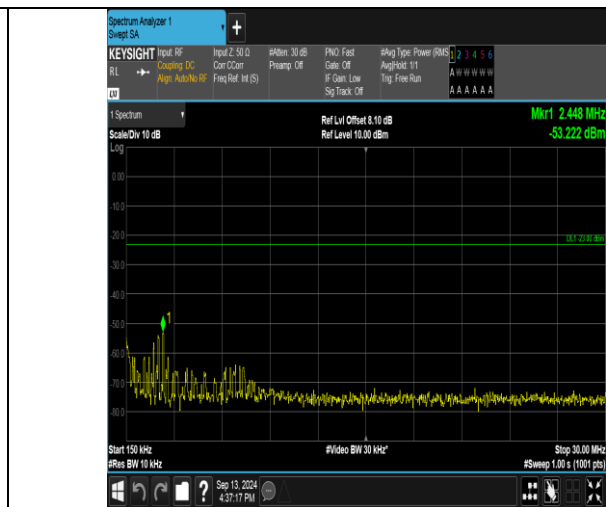 Spectrum Analyzer 1
Swept SA
+
KEYSIGHT
RL
Input: RF
Coupling: DC
Align: Auto/No RF
Input Z: 50 Ω
Corr CCorr
Freq Ref: Int (S)
#Atten: 30 dB
Preamp: Off
PNO: Fast
Gate: Off
IF Gain: Low
Sig Track: Off
#Avg Type: Power (RMS
Avg|Hold: 1/1
Trig: Free Run
1 2 3 4 5 6
A W W W W W
A A A A A A
1 Spectrum
Scale/Div 10 dB
Ref Lvl Offset 8.10 dB
Ref Level 10.00 dBm
Mkr1 2.448 MHz
-53.222 dBm
Log
0.00
-10.0
-20.0
DL1 -23.00 dBm
-30.0
-40.0
-50.0
1
-60.0
-70.0
-80.0
Start 150 kHz
#Res BW 10 kHz
#Video BW 30 kHz*
Stop 30.00 MHz
#Sweep 1.00 s (1001 pts)
?
Sep 13, 2024
4:37:17 PM